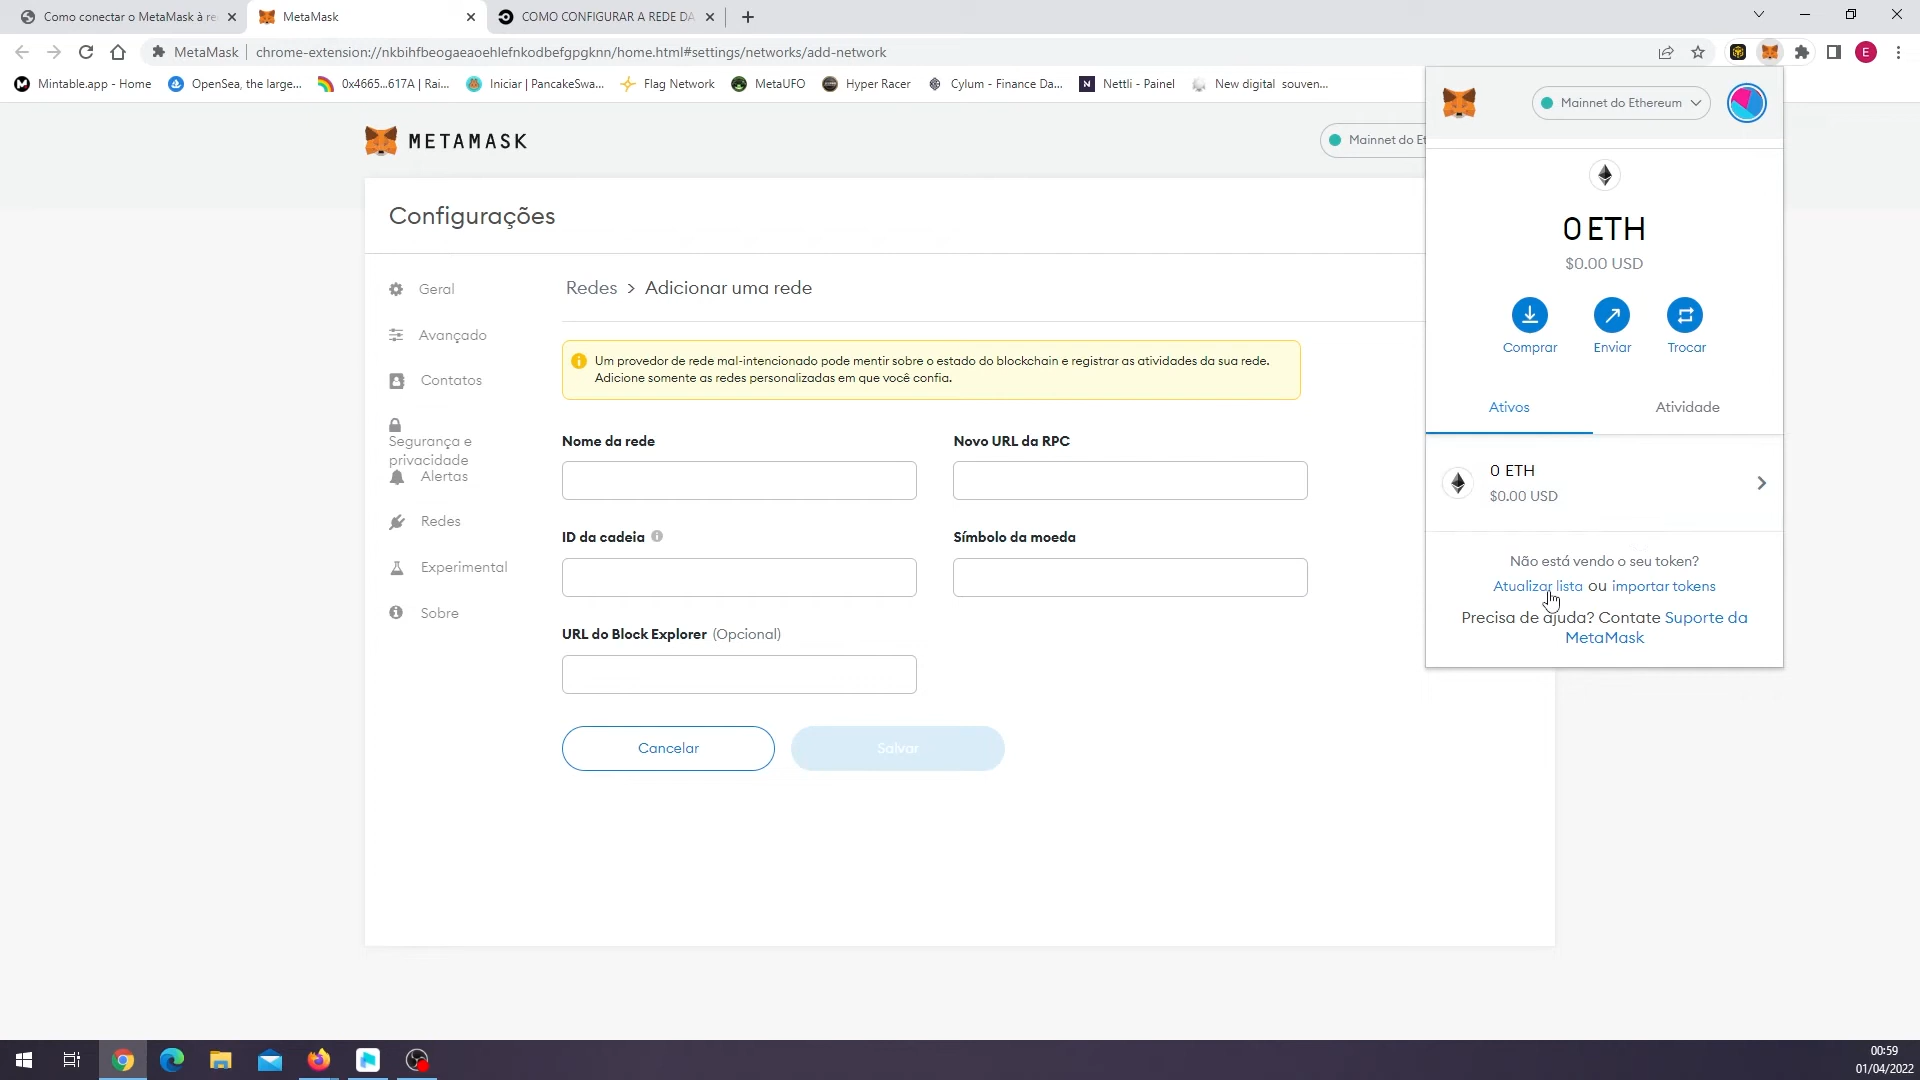 Como conectar o MetaMask à re
MetaMask
COMO CONFIGURAR A REDE DA
MetaMask
chrome-extension://nkbihfbeogaeaoehlefnkodbefgpgknn/home.html#settings/networks/add-network
E
Mintable.app - Home
OpenSea, the large...
0x4665...617A | Rai...
Iniciar | PancakeSwa...
Flag Network
MetaUFO
Hyper Racer
Cylum - Finance Da...
Nettli - Painel
New digital souven...
METAMASK
Mainnet do Et
Configurações
Geral
Avançado
Contatos
Segurança e
privacidade
Alertas
Redes
Experimental
Sobre
Redes > Adicionar uma rede
Um provedor de rede mal-intencionado pode mentir sobre o estado do blockchain e registrar as atividades da sua rede.
Adicione somente as redes personalizadas em que você confia.
Nome da rede
Novo URL da RPC
ID da cadeia
Símbolo da moeda
URL do Block Explorer (Opcional)
Cancelar
Salvar
Mainnet do Ethereum
0 ETH
$0.00 USD
Comprar
Enviar
Trocar
Ativos
Atividade
0 ETH
$0.00 USD
Não está vendo o seu token?
Atualizar lista ou importar tokens
Precisa de ajuda? Contate Suporte da
MetaMask
00:59
01/04/2022